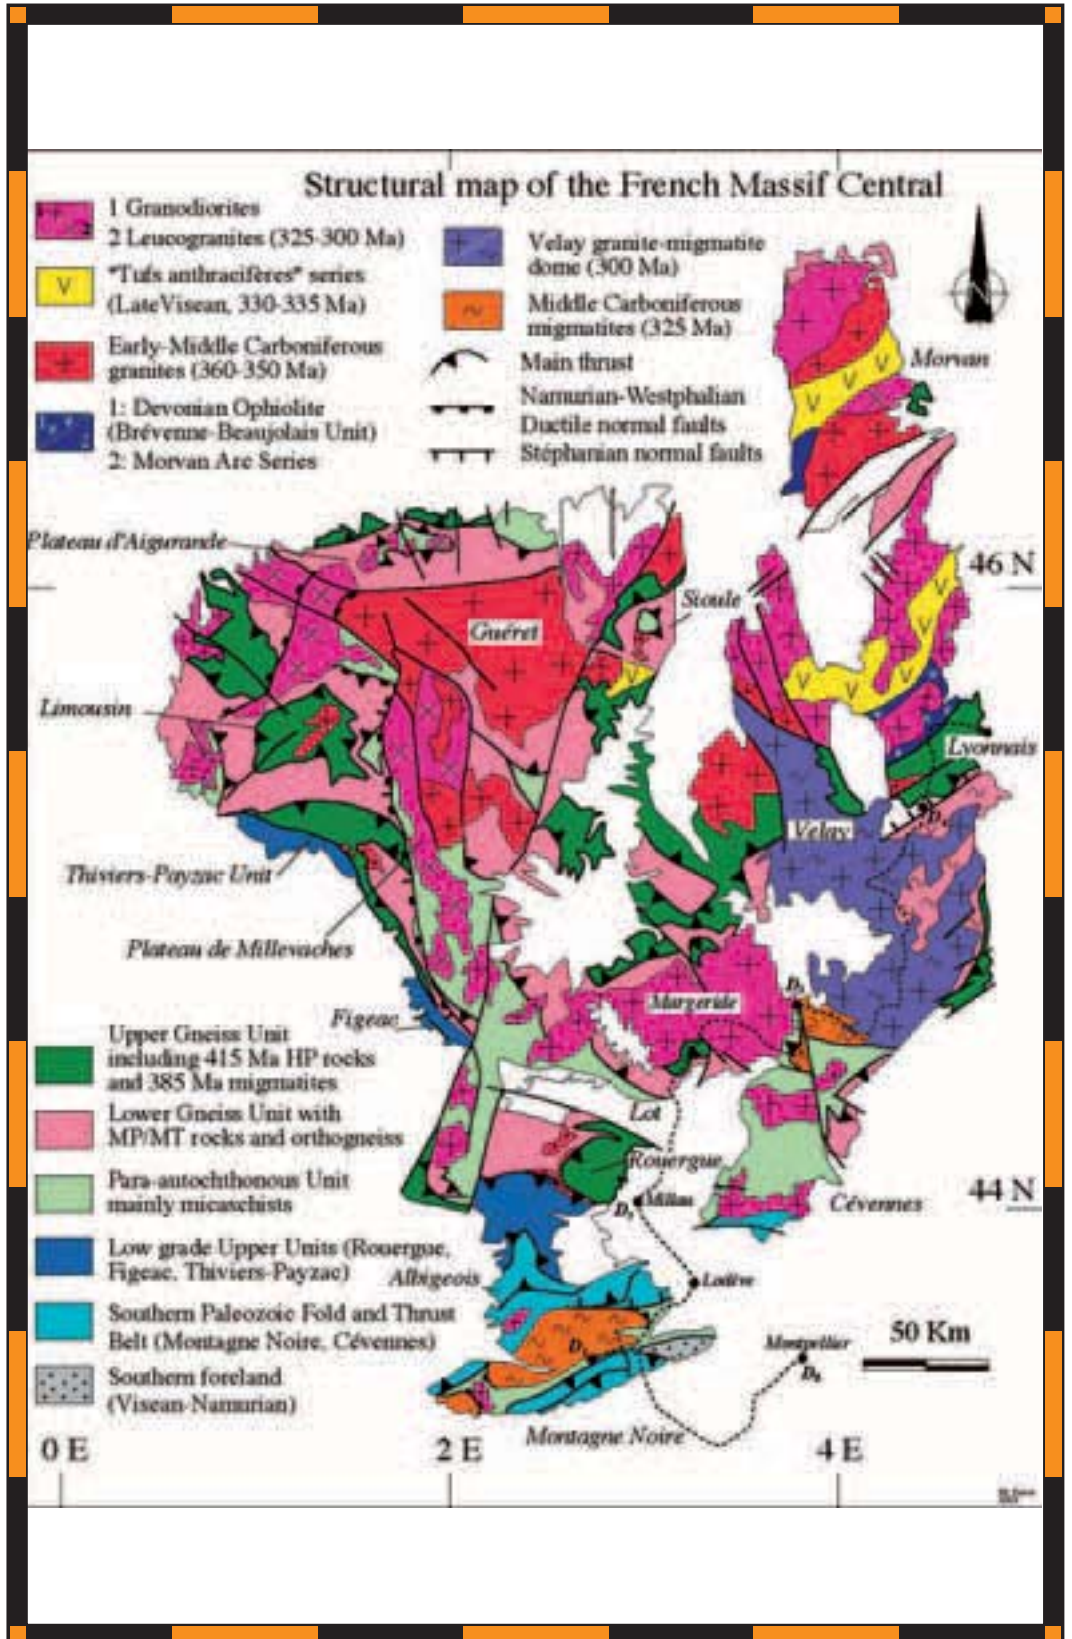 Structural map of the French Massif Central
1 Granodiorites
2 Leucogranites (325-300 Ma)
"Tufs anthracifères" series
(LateVisean, 330-335 Ma)
Early-Middle Carboniferous
granites (360-350 Ma)
1: Devonian Ophiolite
(Brévenne-Beaujolais Unit)
2: Morvan Arc Series
Velay granite-migmatite
dome (300 Ma)
Middle Carboniferous
migmatites (325 Ma)
Main thrust
Namurian-Westphalian
Ductile normal faults
Stéphanian normal faults
N
Morvan
Plateau d'Aigurande
46 N
Sioule
Guéret
Limousin
Lyonnais
Velay
Thiviers-Payzac Unit
Plateau de Millevaches
Margeride
Figeac
Upper Gneiss Unit
including 415 Ma HP rocks
and 385 Ma migmatites
Lower Gneiss Unit with
MP/MT rocks and orthogneiss
Para-autochthonous Unit
mainly micaschists
Low grade Upper Units (Rouergue,
Figeac, Thiviers-Payzac)
Southern Paleozoic Fold and Thrust
Belt (Montagne Noire, Cévennes)
Southern foreland
(Visean-Namurian)
Lot
Rouergue
Millau
44 N
Cévennes
Albigeois
Lodève
50 Km
Montpellier
Montagne Noire
0 E
2 E
4 E